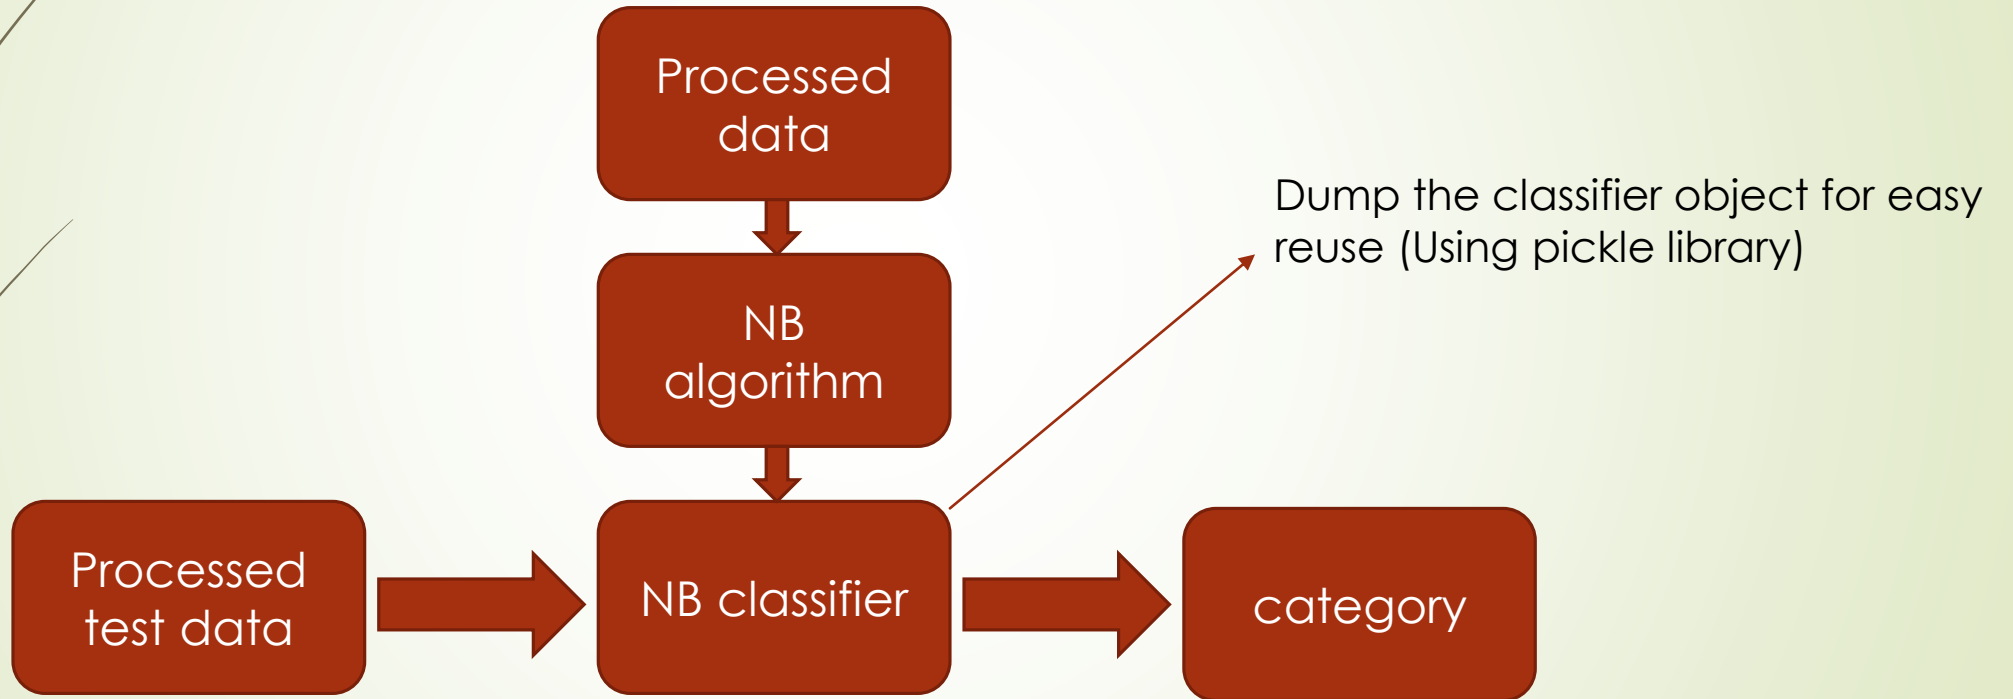 Processed
data
Dump the classifier object for easy
reuse (Using pickle library)
NB
algorithm
Processed
test data
NB classifier
category